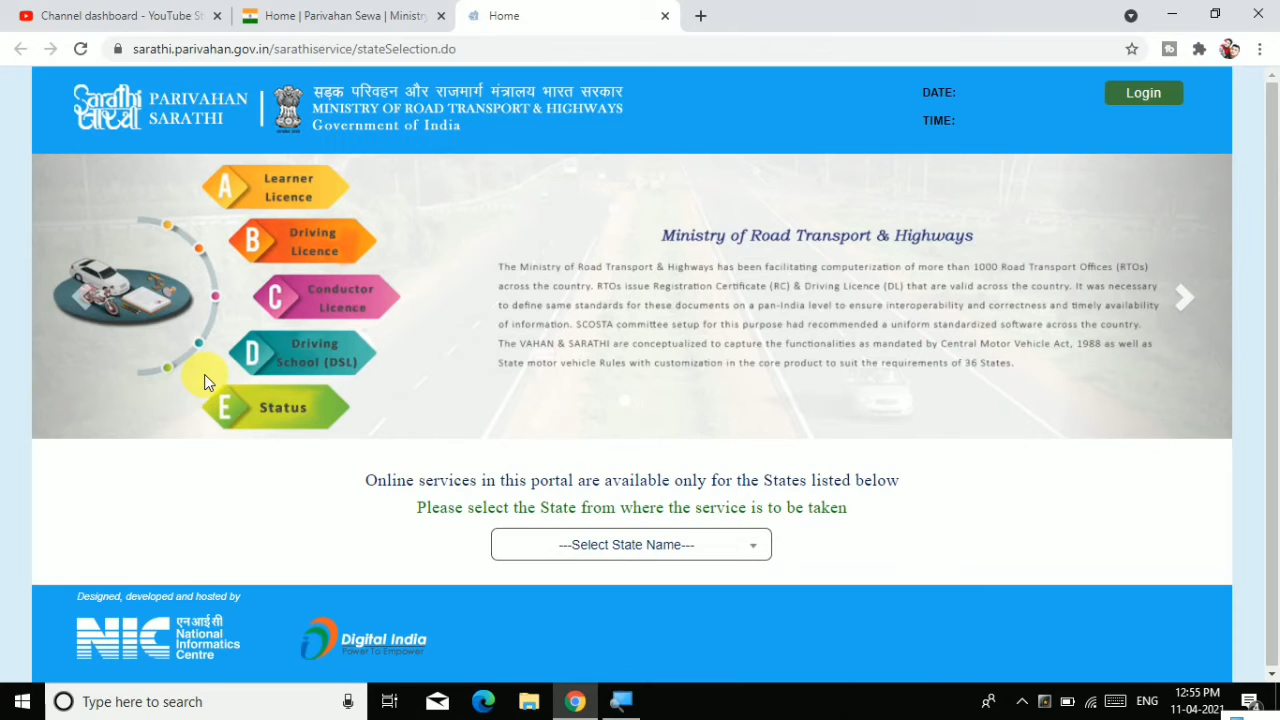 Channel dashboard - YouTube St
Home | Parivahan Sewa | Ministry
Home
sarathi.parivahan.gov.in/sarathiservice/stateSelection.do
Sarathi
सारथी
PARIVAHAN
SARATHI
सड़क परिवहन और राजमार्ग मंत्रालय भारत सरकार
MINISTRY OF ROAD TRANSPORT & HIGHWAYS
Government of India
DATE:
TIME:
Login
A Learner
Licence
B Driving
Licence
C Conductor
Licence
D Driving
School (DSL)
E Status
Ministry of Road Transport & Highways
The Ministry of Road Transport & Highways has been facilitating computerization of more than 1000 Road Transport Offices (RTOs)
across the country. RTOs issue Registration Certificate (RC) & Driving Licence (DL) that are valid across the country. It was necessary
to define same standards for these documents on a pan-India level to ensure interoperability and correctness and timely availability
of information. SCOSTA committee setup for this purpose had recommended a uniform standardized software across the country.
The VAHAN & SARATHI are conceptualized to capture the functionalities as mandated by Central Motor Vehicle Act, 1988 as well as
State motor vehicle Rules with customization in the core product to suit the requirements of 36 States.
Online services in this portal are available only for the States listed below
Please select the State from where the service is to be taken
---Select State Name---
Designed, developed and hosted by
NIC
एनआईसी
National
Informatics
Centre
Digital India
Power To Empower
Type here to search
ENG
12:55 PM
11-04-2021
4